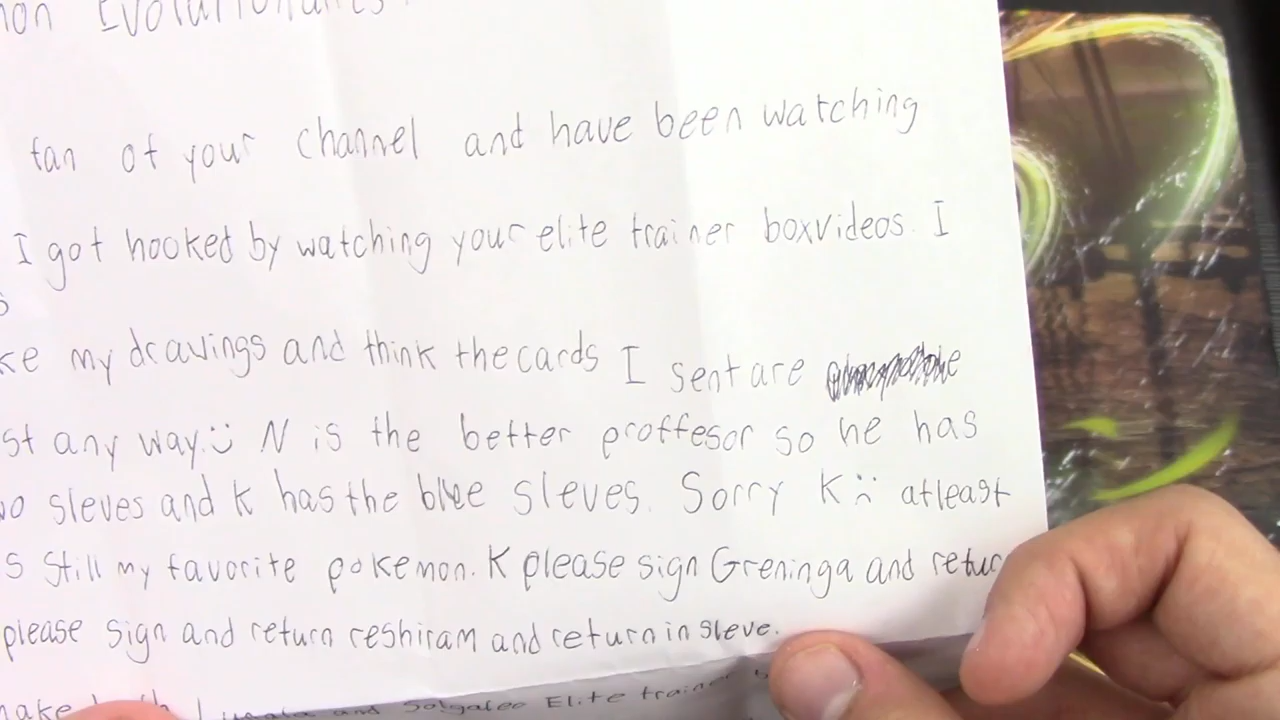 Evolutionaries.
fan of your channel and have been watching
I got hooked by watching your elite trainer boxvideos. I
my drawings and think the cards I sent are
any way. :) N is the better proffesor so he has
sleves and K has the blue sleves. Sorry K :( atleast
still my favorite pokemon. K please sign Greninga and retur
please sign and return reshiram and return in sleve.
and Solgaleo Elite trainer